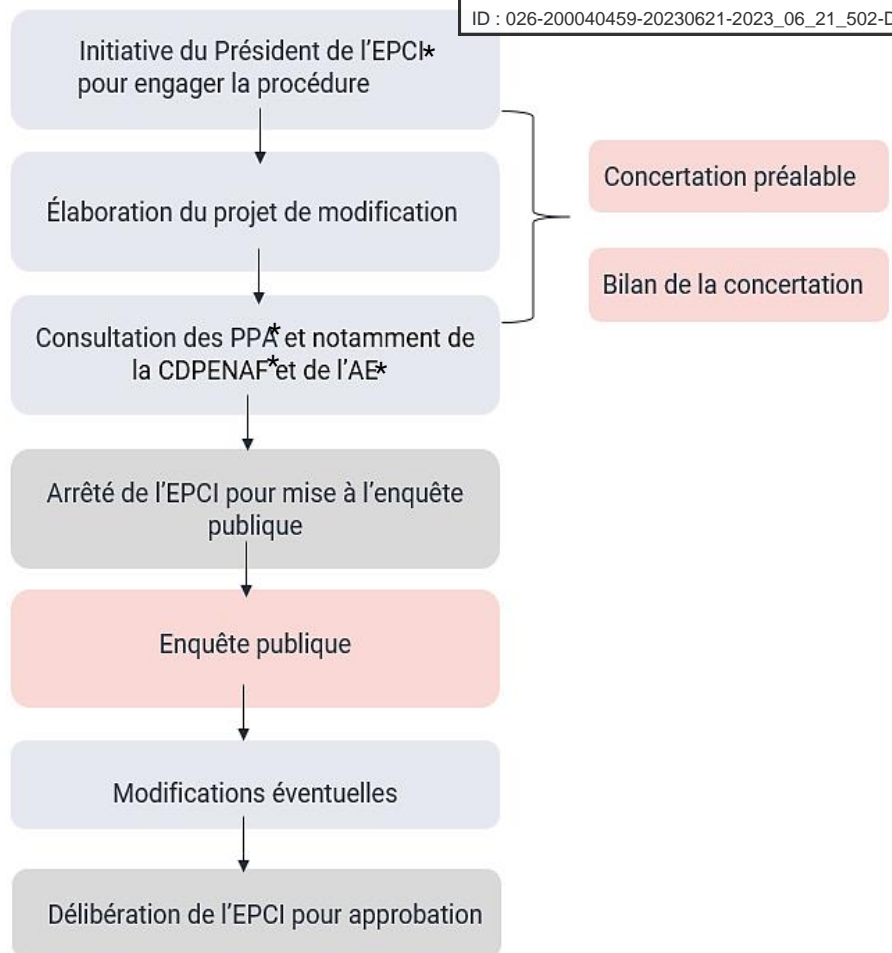 ID : 026-200040459-20230621-2023_06_21_502-D
Initiative du Président de l'EPCI*
pour engager la procédure
Concertation préalable
Élaboration du projet de modification
Bilan de la concertation
Consultation des PPA* et notamment de
la CDPENAF* et de l'AE*
Arrêté de l'EPCI pour mise à l'enquête
publique
Enquête publique
Modifications éventuelles
Délibération de l'EPCI pour approbation